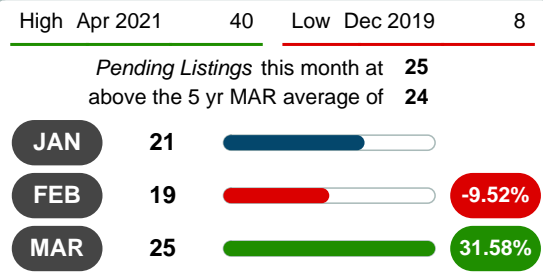 High Apr 2021 40 Low Dec 2019 8
Pending Listings this month at 25
above the 5 yr MAR average of 24
JAN 21
FEB 19 -9.52%
MAR 25 31.58%